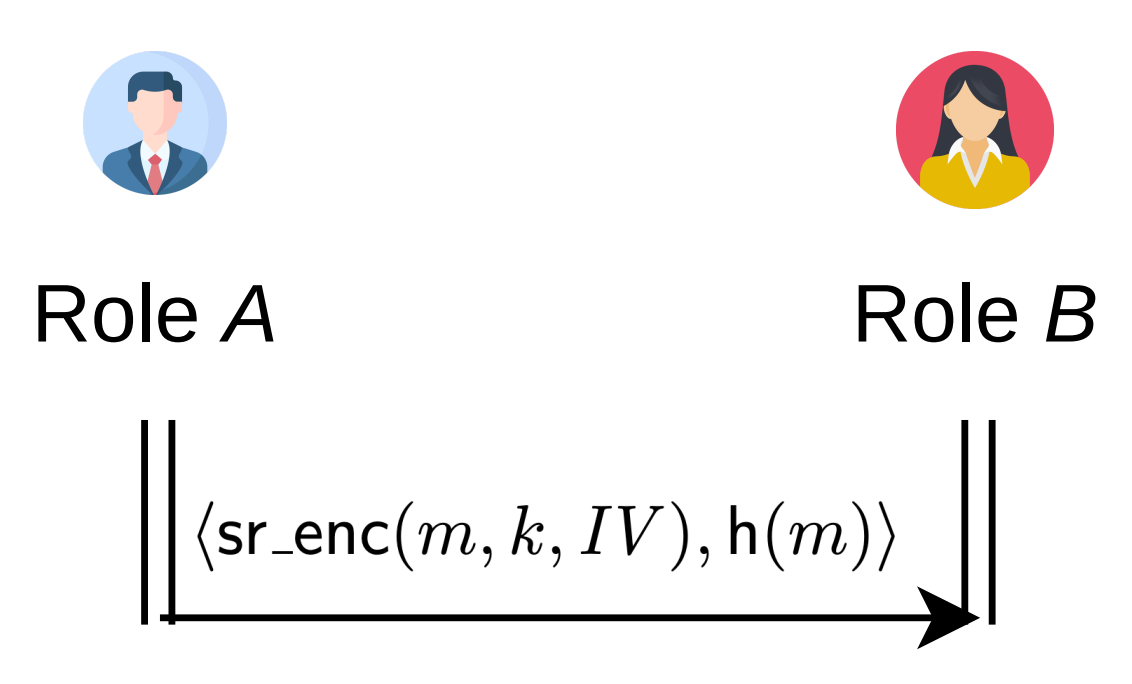 Role A
Role B
⟨sr_enc(m, k, IV), h(m)⟩